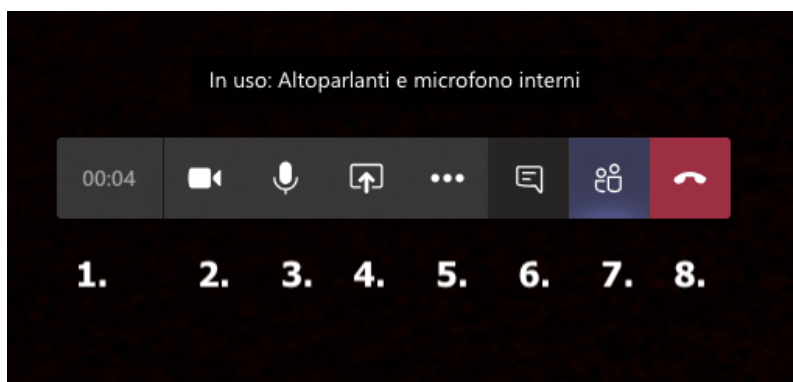 In uso: Altoparlanti e microfono interni
00:04
1. 2. 3. 4. 5. 6. 7. 8.